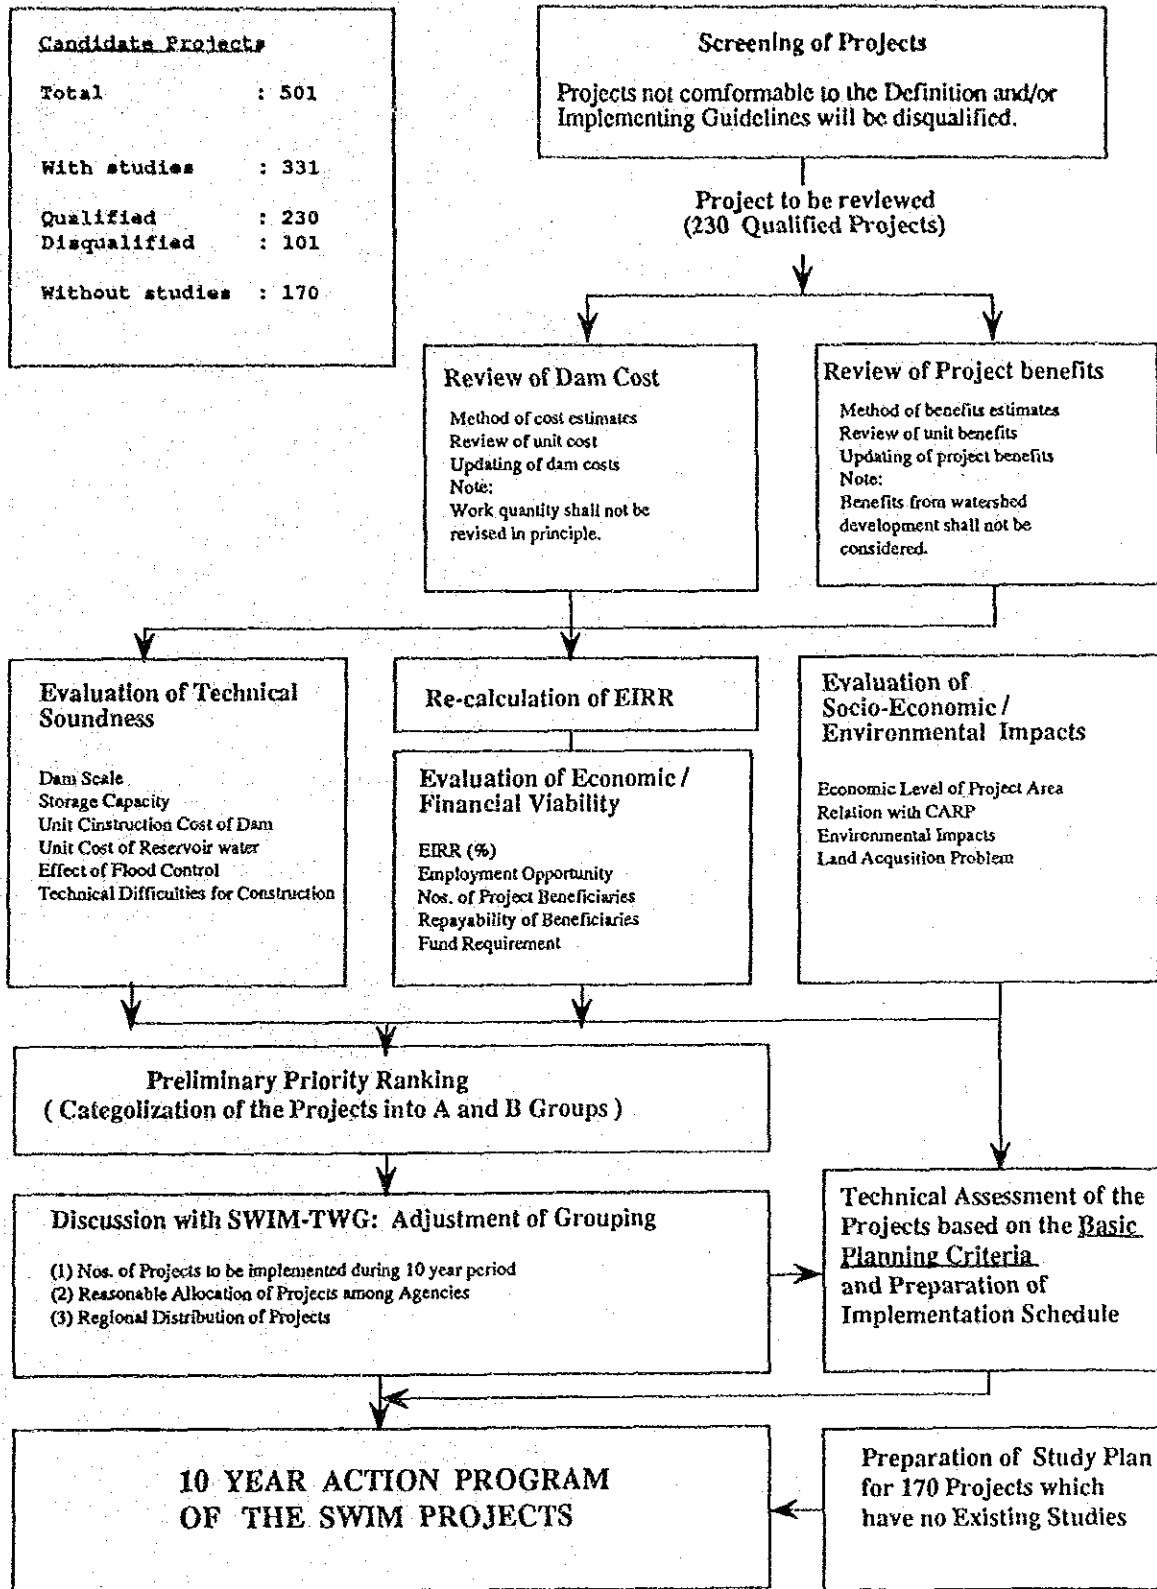 Candidate Projects
Total : 501
With studies : 331
Qualified : 230
Disqualified : 101
Without studies : 170
Screening of Projects
Projects not comformable to the Definition and/or
Implementing Guidelines will be disqualified.
Project to be reviewed
(230 Qualified Projects)
Review of Dam Cost
Method of cost estimates
Review of unit cost
Updating of dam costs
Note:
Work quantity shall not be
revised in principle.
Review of Project benefits
Method of benefits estimates
Review of unit benefits
Updating of project benefits
Note:
Benefits from watershed
development shall not be
considered.
Evaluation of Technical
Soundness
Dam Scale
Storage Capacity
Unit Cinstruction Cost of Dam
Unit Cost of Reservoir water
Effect of Flood Control
Technical Difficulties for Construction
Re-calculation of EIRR
Evaluation of Economic /
Financial Viability
EIRR (%)
Employment Opportunity
Nos. of Project Beneficiaries
Repayability of Beneficiaries
Fund Requirement
Evaluation of
Socio-Economic /
Environmental Impacts
Economic Level of Project Area
Relation with CARP
Environmental Impacts
Land Acqusition Problem
Preliminary Priority Ranking
( Categolization of the Projects into A and B Groups )
Discussion with SWIM-TWG: Adjustment of Grouping
(1) Nos. of Projects to be implemented during 10 year period
(2) Reasonable Allocation of Projects among Agencies
(3) Regional Distribution of Projects
Technical Assessment of the
Projects based on the Basic
Planning Criteria
and Preparation of
Implementation Schedule
10 YEAR ACTION PROGRAM
OF THE SWIM PROJECTS
Preparation of Study Plan
for 170 Projects which
have no Existing Studies